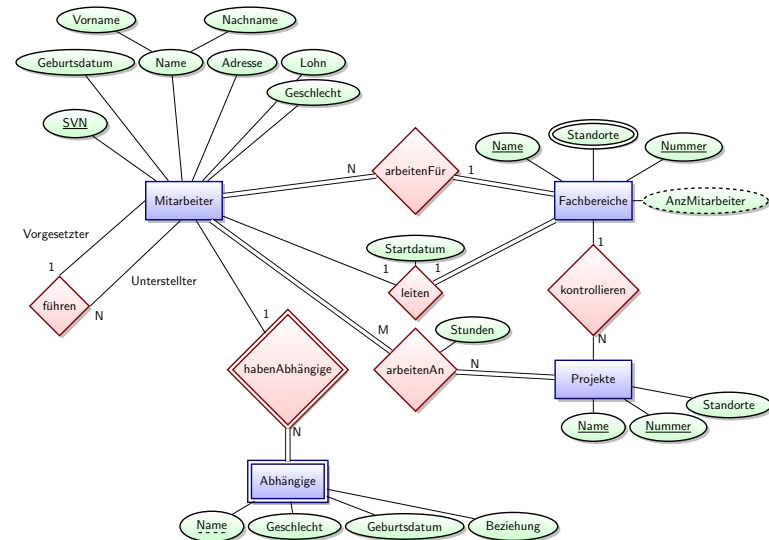 Vorname
Nachname
Geburtsdatum
Name
Adresse
Lohn
Geschlecht
SVN
Mitarbeiter
N
arbeitenFür
1
Name
Standorte
Nummer
Fachbereiche
AnzMitarbeiter
Vorgesetzter
Unterstellter
1
führen
N
Startdatum
1
leiten
1
1
kontrollieren
N
1
habenAbhängige
N
M
arbeitenAn
Stunden
N
Projekte
Name
Nummer
Standorte
Abhängige
Name
Geschlecht
Geburtsdatum
Beziehung